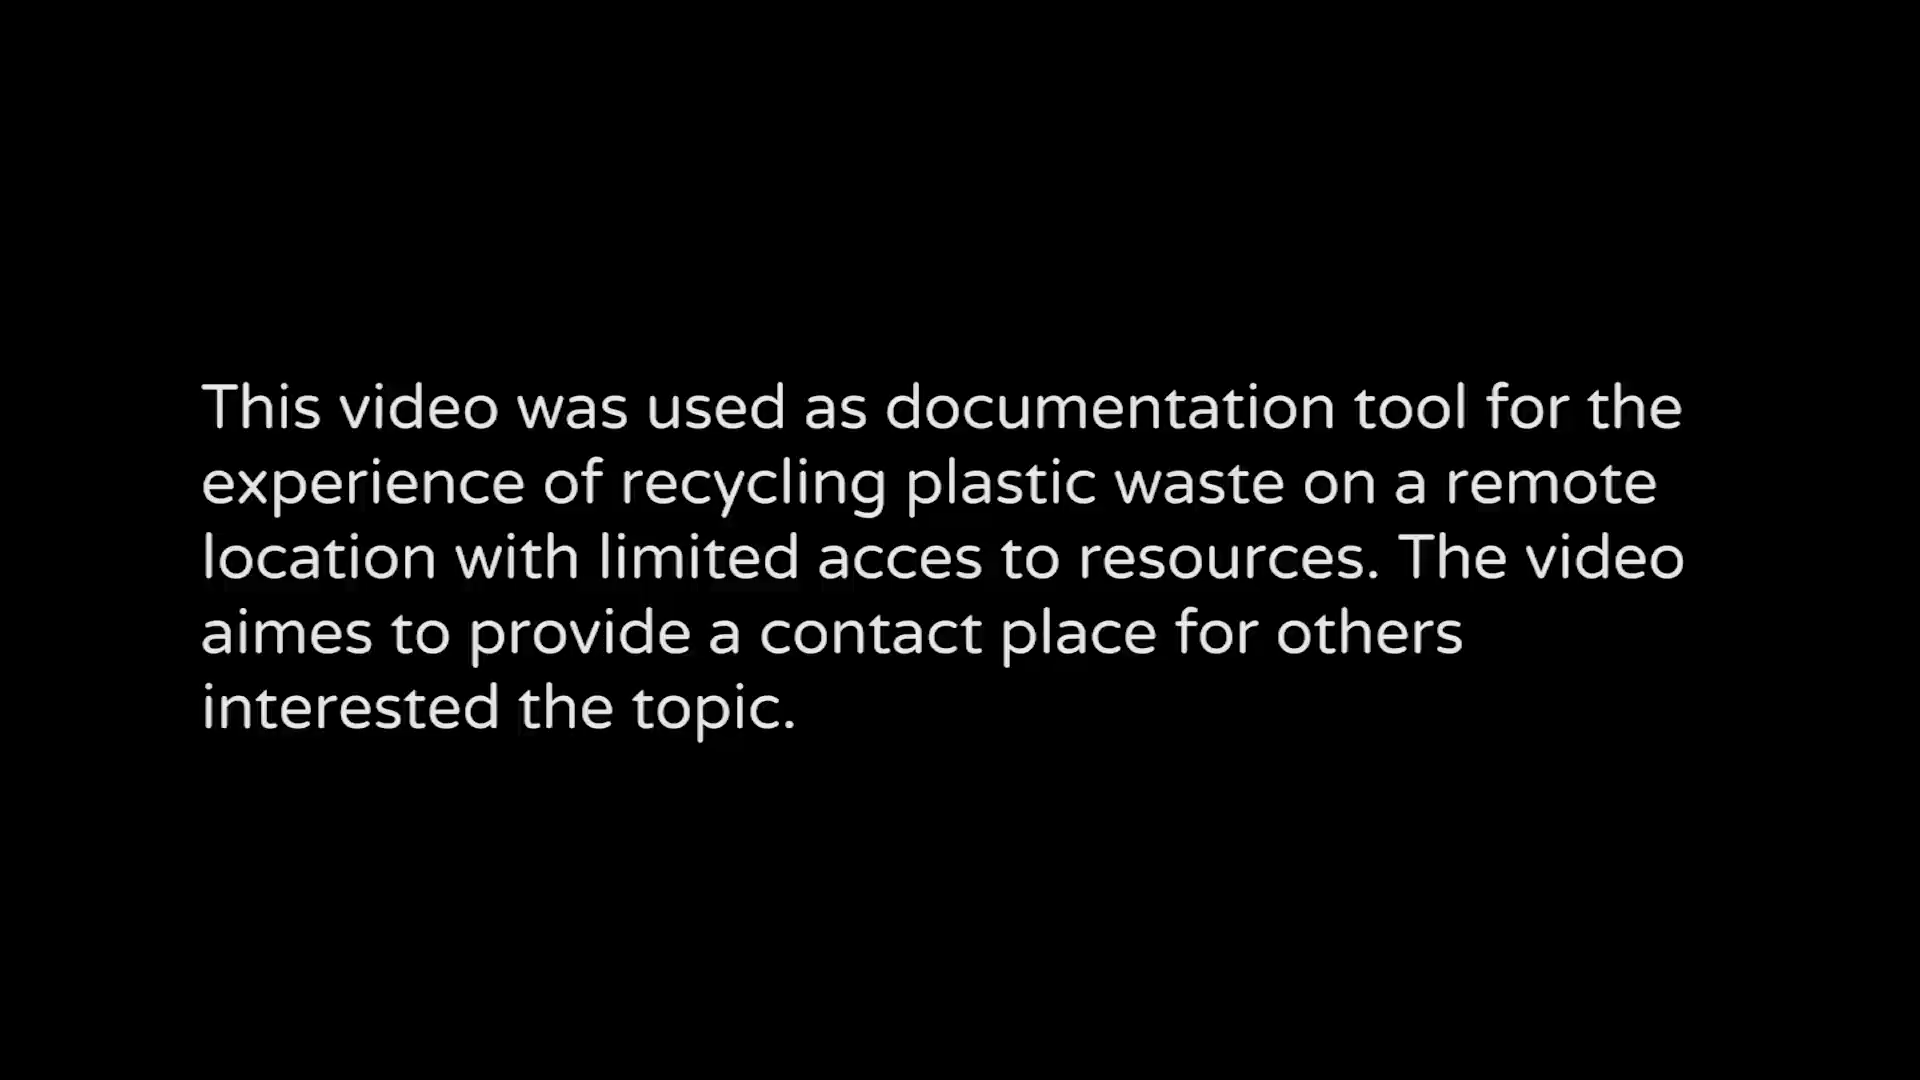 This video was used as documentation tool for the
experience of recycling plastic waste on a remote
location with limited acces to resources. The video
aimes to provide a contact place for others
interested the topic.